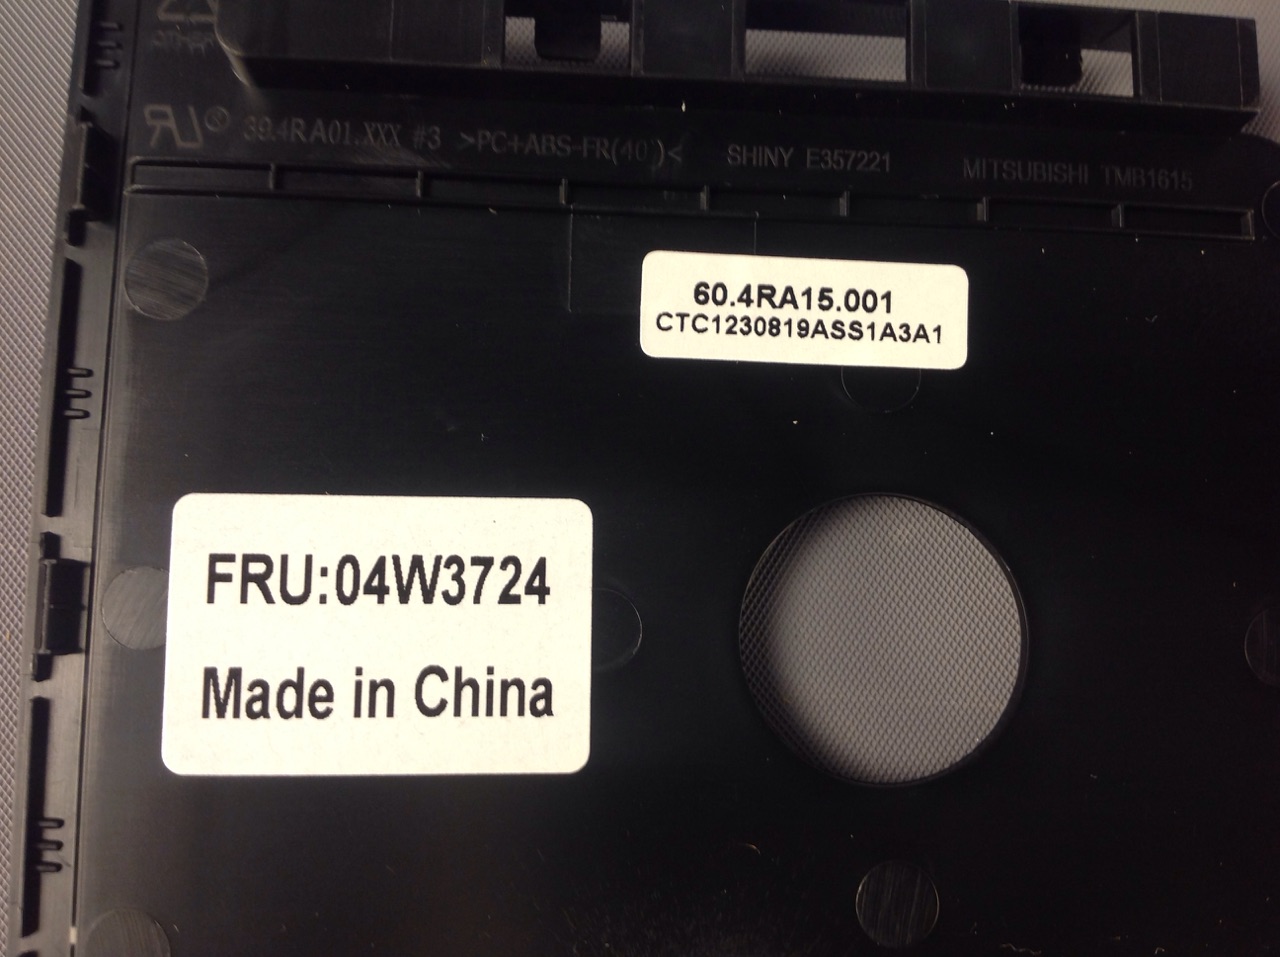 39.4RA01.XXX #3 >PC+ABS-FR(40)< SHINY E357221 MITSUBISHI TMB1615
60.4RA15.001
CTC1230819ASS1A3A1
FRU:04W3724
Made in China